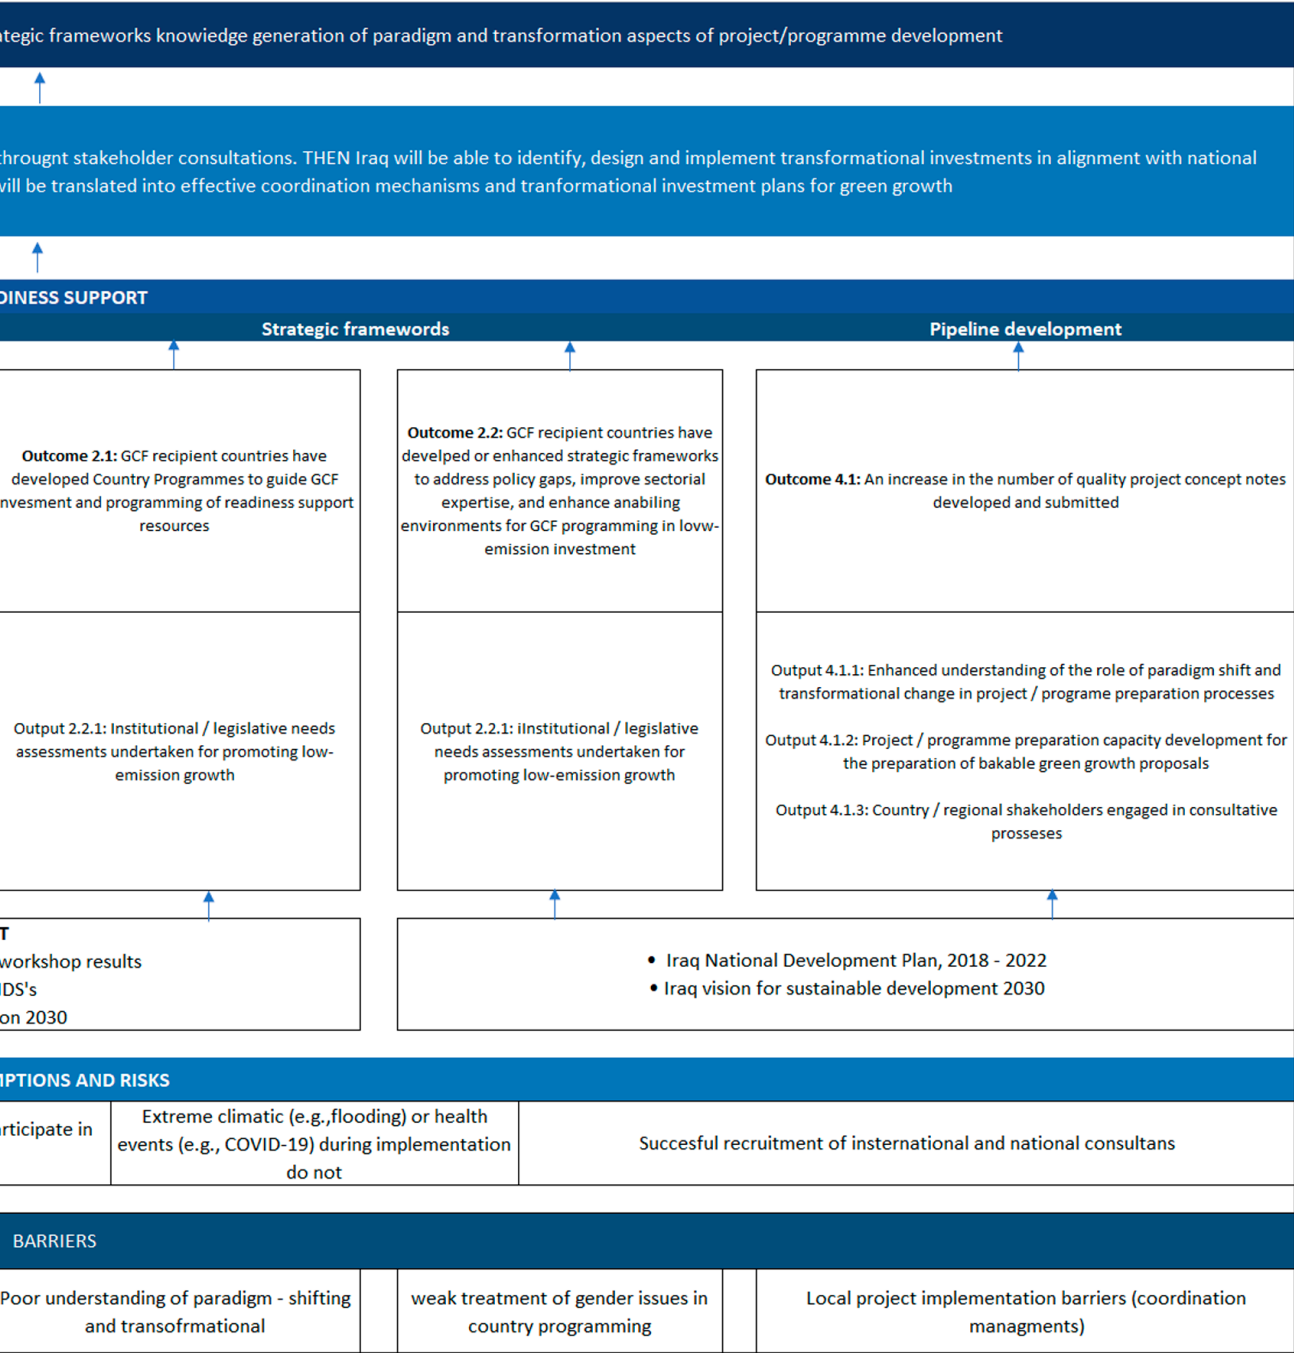 ategic frameworks knowiedge generation of paradigm and transformation aspects of project/programme development
througnt stakeholder consultations. THEN Iraq will be able to identify, design and implement transformational investments in alignment with national
will be translated into effective coordination mechanisms and tranformational investment plans for green growth
DINESS SUPPORT
Strategic framewords
Pipeline development
Outcome 2.1: GCF recipient countries have
developed Country Programmes to guide GCF
nvesment and programming of readiness support
resources
Outcome 2.2: GCF recipient countries have
develped or enhanced strategic frameworks
to address policy gaps, improve sectorial
expertise, and enhance anabiling
environments for GCF programming in lovw-
emission investment
Outcome 4.1: An increase in the number of quality project concept notes
developed and submitted
Output 2.2.1: Institutional / legislative needs
assessments undertaken for promoting low-
emission growth
Output 2.2.1: iInstitutional / legislative
needs assessments undertaken for
promoting low-emission growth
Output 4.1.1: Enhanced understanding of the role of paradigm shift and
transformational change in project / programe preparation processes
Output 4.1.2: Project / programme preparation capacity development for
the preparation of bakable green growth proposals
Output 4.1.3: Country / regional shakeholders engaged in consultative
prosseses
T
workshop results
IDS's
on 2030
• Iraq National Development Plan, 2018 - 2022
• Iraq vision for sustainable development 2030
MPTIONS AND RISKS
articipate in
Extreme climatic (e.g.,flooding) or health
events (e.g., COVID-19) during implementation
do not
Succesful recruitment of insternational and national consultans
BARRIERS
Poor understanding of paradigm - shifting
and transofrmational
weak treatment of gender issues in
country programming
Local project implementation barriers (coordination
managments)